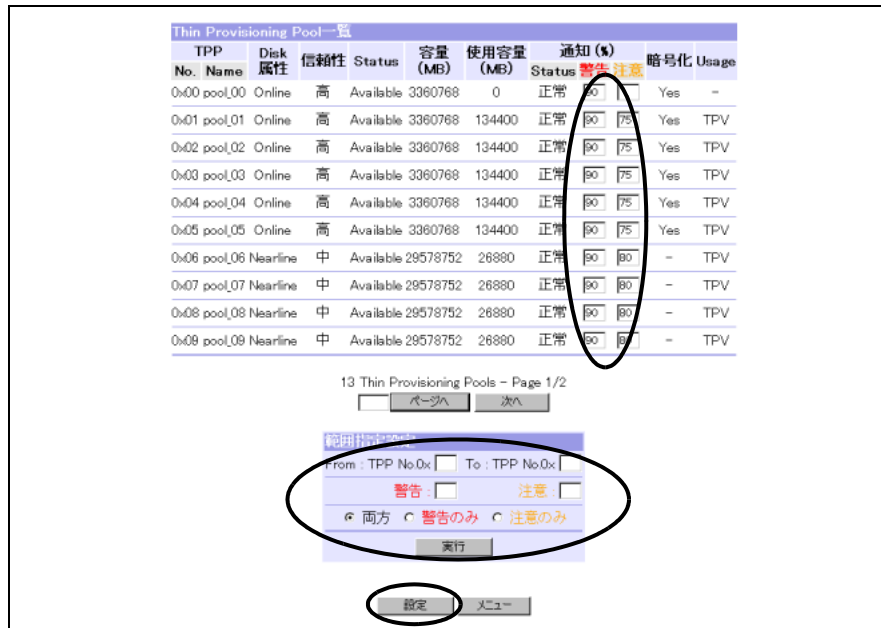 Thin Provisioning Pool一覧
TPP Disk属性 信頼性 Status 容量(MB) 使用容量(MB) 通知 (%) 暗号化 Usage
No. Name Status 警告 注意
0x00 pool_00 Online 高 Available 3360768 0 正常 90 Yes -
0x01 pool_01 Online 高 Available 3360768 134400 正常 90 75 Yes TPV
0x02 pool_02 Online 高 Available 3360768 134400 正常 90 75 Yes TPV
0x03 pool_03 Online 高 Available 3360768 134400 正常 90 75 Yes TPV
0x04 pool_04 Online 高 Available 3360768 134400 正常 90 75 Yes TPV
0x05 pool_05 Online 高 Available 3360768 134400 正常 90 75 Yes TPV
0x06 pool_06 Nearline 中 Available 29578752 26880 正常 90 80 - TPV
0x07 pool_07 Nearline 中 Available 29578752 26880 正常 90 80 - TPV
0x08 pool_08 Nearline 中 Available 29578752 26880 正常 90 80 - TPV
0x09 pool_09 Nearline 中 Available 29578752 26880 正常 90 80 - TPV
13 Thin Provisioning Pools - Page 1/2
ページへ 次へ
範囲指定設定
From : TPP No.0x To : TPP No.0x
警告 : 注意 :
両方 警告のみ 注意のみ
実行
設定 メニュー